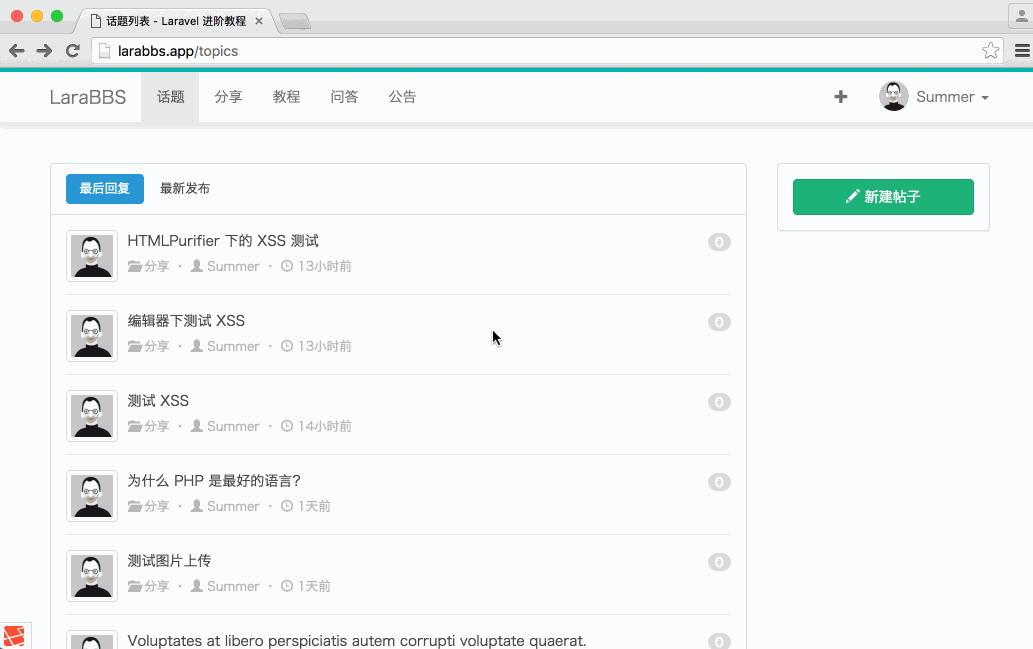 话题列表 - Laravel 进阶教程
larabbs.app/topics
LaraBBS 话题 分享 教程 问答 公告 Summer
最后回复 最新发布
新建帖子
HTMLPurifier 下的 XSS 测试 0
分享 · Summer · 13小时前
编辑器下测试 XSS 0
分享 · Summer · 13小时前
测试 XSS 0
分享 · Summer · 14小时前
为什么 PHP 是最好的语言? 0
分享 · Summer · 1天前
测试图片上传 0
分享 · Summer · 1天前
Voluptates at libero perspiciatis autem corrupti voluptate quaerat. 0